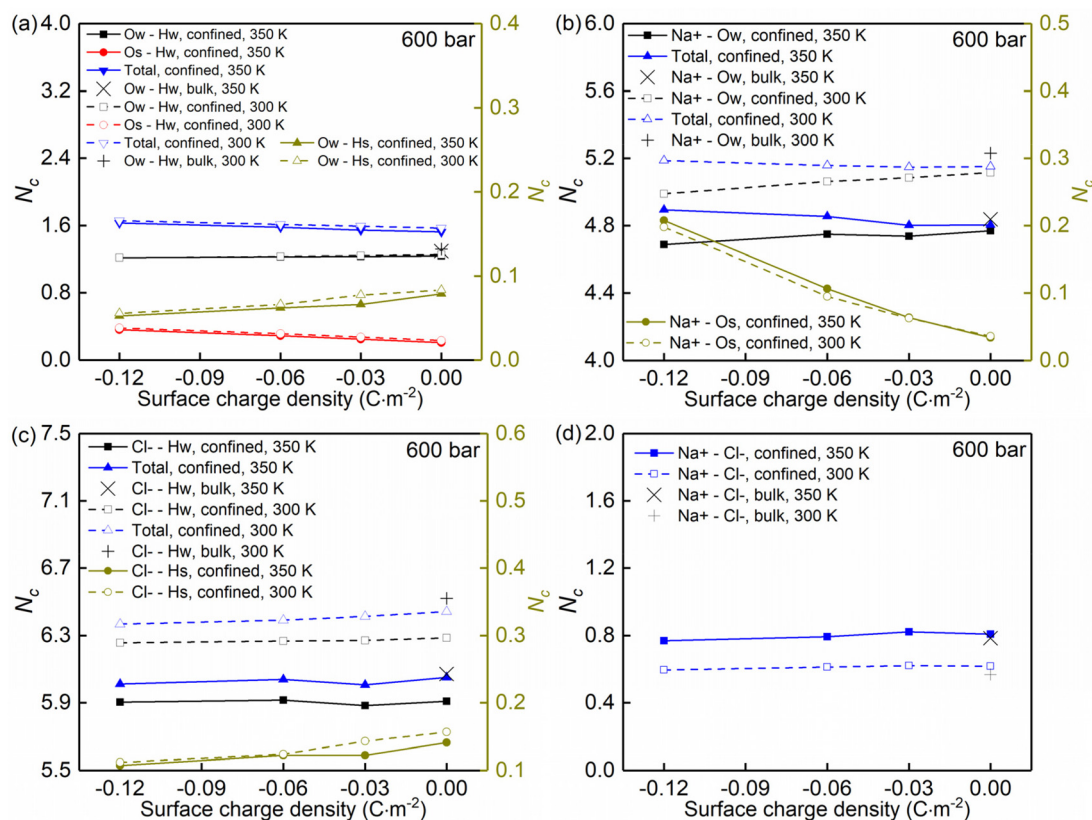 (a)
4.0
3.2
2.4
1.6
0.8
0.0
N_c
Ow - Hw, confined, 350 K
Os - Hw, confined, 350 K
Total, confined, 350 K
Ow - Hw, bulk, 350 K
Ow - Hw, confined, 300 K
Os - Hw, confined, 300 K
Total, confined, 300 K
Ow - Hw, bulk, 300 K
Ow - Hs, confined, 350 K
Ow - Hs, confined, 300 K
600 bar
0.4
0.3
0.2
0.1
0.0
N_c
-0.12 -0.09 -0.06 -0.03 0.00
Surface charge density (C·m⁻²)
(b)
6.0
5.6
5.2
4.8
4.4
4.0
N_c
Na+ - Ow, confined, 350 K
Total, confined, 350 K
Na+ - Ow, bulk, 350 K
Na+ - Ow, confined, 300 K
Total, confined, 300 K
Na+ - Ow, bulk, 300 K
Na+ - Os, confined, 350 K
Na+ - Os, confined, 300 K
600 bar
0.5
0.4
0.3
0.2
0.1
0.0
N_c
-0.12 -0.09 -0.06 -0.03 0.00
Surface charge density (C·m⁻²)
(c)
7.5
7.1
6.7
6.3
5.9
5.5
N_c
Cl- - Hw, confined, 350 K
Total, confined, 350 K
Cl- - Hw, bulk, 350 K
Cl- - Hw, confined, 300 K
Total, confined, 300 K
Cl- - Hw, bulk, 300 K
Cl- - Hs, confined, 350 K
Cl- - Hs, confined, 300 K
600 bar
0.6
0.5
0.4
0.3
0.2
0.1
N_c
-0.12 -0.09 -0.06 -0.03 0.00
Surface charge density (C·m⁻²)
(d)
2.0
1.6
1.2
0.8
0.4
0.0
N_c
Na+ - Cl-, confined, 350 K
Na+ - Cl-, confined, 300 K
Na+ - Cl-, bulk, 350 K
Na+ - Cl-, bulk, 300 K
600 bar
-0.12 -0.09 -0.06 -0.03 0.00
Surface charge density (C·m⁻²)